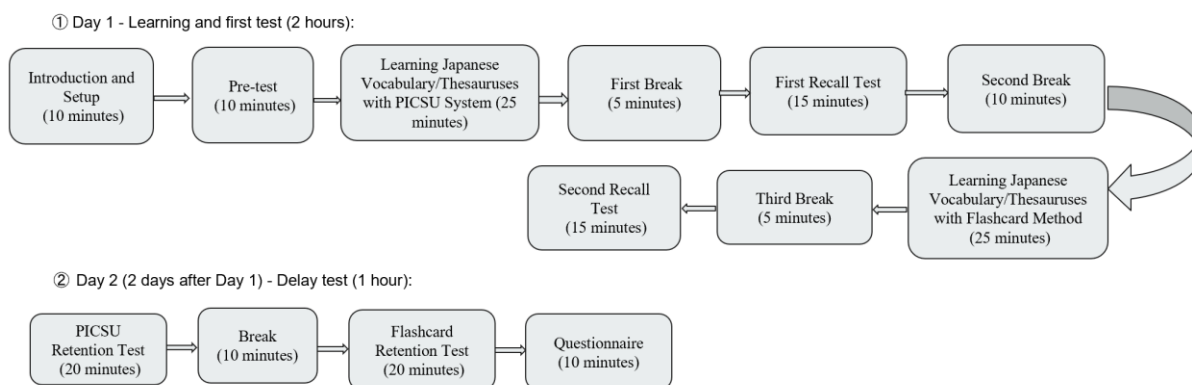 ① Day 1 - Learning and first test (2 hours):
Introduction and
Setup
(10 minutes)
Pre-test
(10 minutes)
Learning Japanese
Vocabulary/Thesauruses
with PICSU System (25
minutes)
First Break
(5 minutes)
First Recall Test
(15 minutes)
Second Break
(10 minutes)
Learning Japanese
Vocabulary/Thesauruses
with Flashcard Method
(25 minutes)
Third Break
(5 minutes)
Second Recall
Test
(15 minutes)
② Day 2 (2 days after Day 1) - Delay test (1 hour):
PICSU
Retention Test
(20 minutes)
Break
(10 minutes)
Flashcard
Retention Test
(20 minutes)
Questionnaire
(10 minutes)